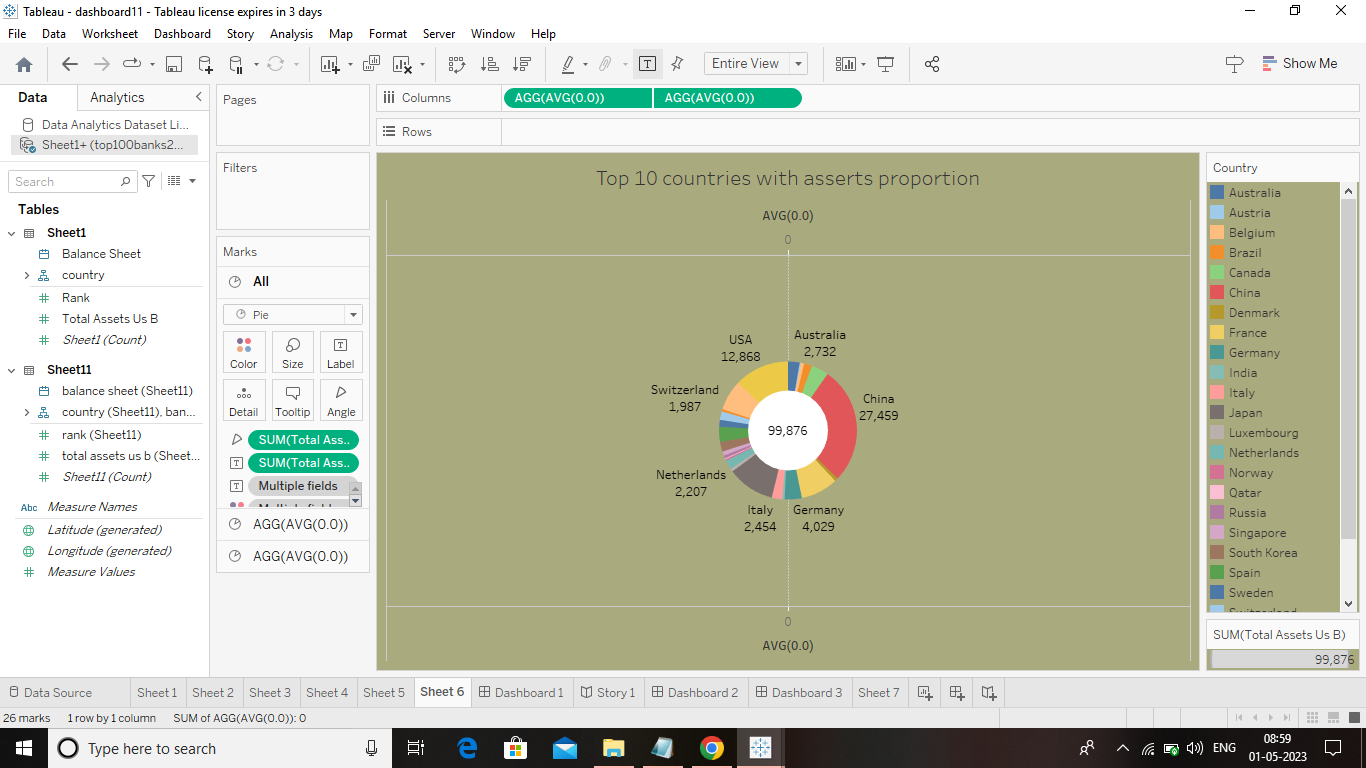 Tableau - dashboard11 - Tableau license expires in 3 days
File Data Worksheet Dashboard Story Analysis Map Format Server Window Help
Entire View
Show Me
Data Analytics
Data Analytics Dataset Li...
Sheet1+ (top100banks2...
Search
Tables
Sheet1
Balance Sheet
country
Rank
Total Assets Us B
Sheet1 (Count)
Sheet11
balance sheet (Sheet11)
country (Sheet11), ban...
rank (Sheet11)
total assets us b (Sheet...
Sheet11 (Count)
Abc Measure Names
Latitude (generated)
Longitude (generated)
Measure Values
Pages
Filters
Marks
All
Pie
Color Size Label
Detail Tooltip Angle
SUM(Total Ass..
SUM(Total Ass..
Multiple fields
AGG(AVG(0.0))
AGG(AVG(0.0))
Columns AGG(AVG(0.0)) AGG(AVG(0.0))
Rows
Top 10 countries with asserts proportion
AVG(0.0)
0
USA
12,868
Australia
2,732
Switzerland
1,987
China
27,459
99,876
Netherlands
2,207
Italy
2,454
Germany
4,029
0
AVG(0.0)
Country
Australia
Austria
Belgium
Brazil
Canada
China
Denmark
France
Germany
India
Italy
Japan
Luxembourg
Netherlands
Norway
Qatar
Russia
Singapore
South Korea
Spain
Sweden
Switzerland
SUM(Total Assets Us B)
99,876
Data Source Sheet 1 Sheet 2 Sheet 3 Sheet 4 Sheet 5 Sheet 6 Dashboard 1 Story 1 Dashboard 2 Dashboard 3 Sheet 7
26 marks 1 row by 1 column SUM of AGG(AVG(0.0)): 0
Type here to search
ENG
08:59
01-05-2023